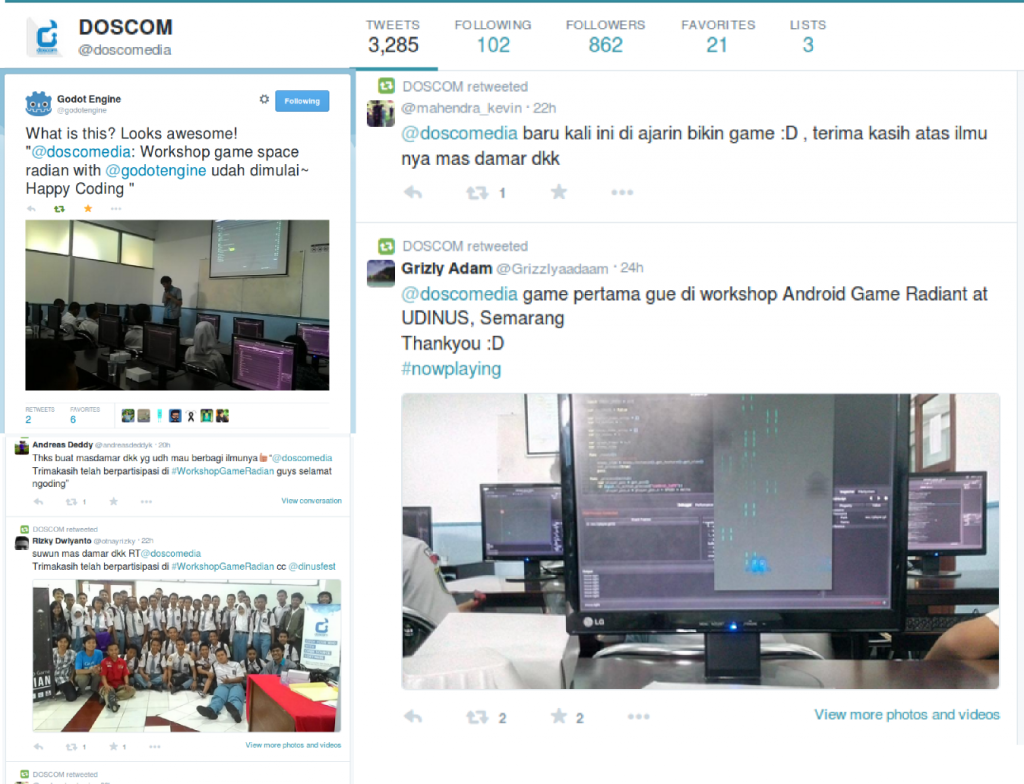 DOSCOM
@doscomedia
TWEETS
3,285
FOLLOWING
102
FOLLOWERS
862
FAVORITES
21
LISTS
3
Godot Engine
@godotengine
Following
What is this? Looks awesome!
"@doscomedia: Workshop game space
radian with @godotengine udah dimulai~
Happy Coding "
RETWEETS
2
FAVORITES
6
Andreas Deddy @andreasdeddyk · 20h
Thks buat masdamar dkk yg udh mau berbagi ilmunya "@doscomedia
Trimakasih telah berpartisipasi di #WorkshopGameRadian guys selamat
ngoding"
1
View conversation
DOSCOM retweeted
Rizky Dwiyanto · 22h
suwun mas damar dkk RT@doscomedia
Trimakasih telah berpartisipasi di #WorkshopGameRadian cc @dinusfest
1
1
View more photos and videos
DOSCOM retweeted
DOSCOM retweeted
@mahendra_kevin · 22h
@doscomedia baru kali ini di ajarin bikin game :D , terima kasih atas ilmu
nya mas damar dkk
1
DOSCOM retweeted
Grizly Adam @Grizzlyaadaam · 24h
@doscomedia game pertama gue di workshop Android Game Radiant at
UDINUS, Semarang
Thankyou :D
#nowplaying
LG
2
2
View more photos and videos